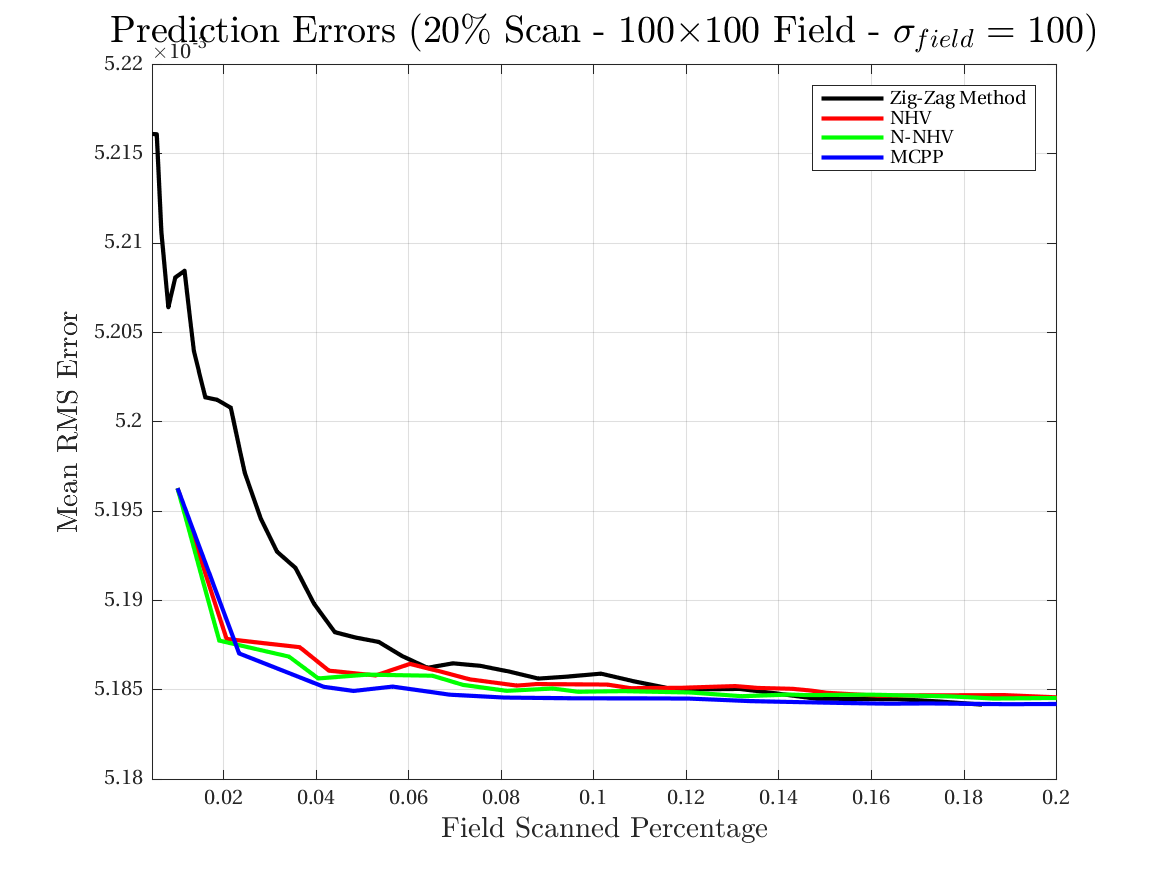 Prediction Errors (20% Scan - 100×100 Field - σ_field = 100)
×10^-3
5.22
5.215
5.21
5.205
5.2
5.195
5.19
5.185
5.18
Mean RMS Error
Zig-Zag Method
NHV
N-NHV
MCPP
0.02 0.04 0.06 0.08 0.1 0.12 0.14 0.16 0.18 0.2
Field Scanned Percentage